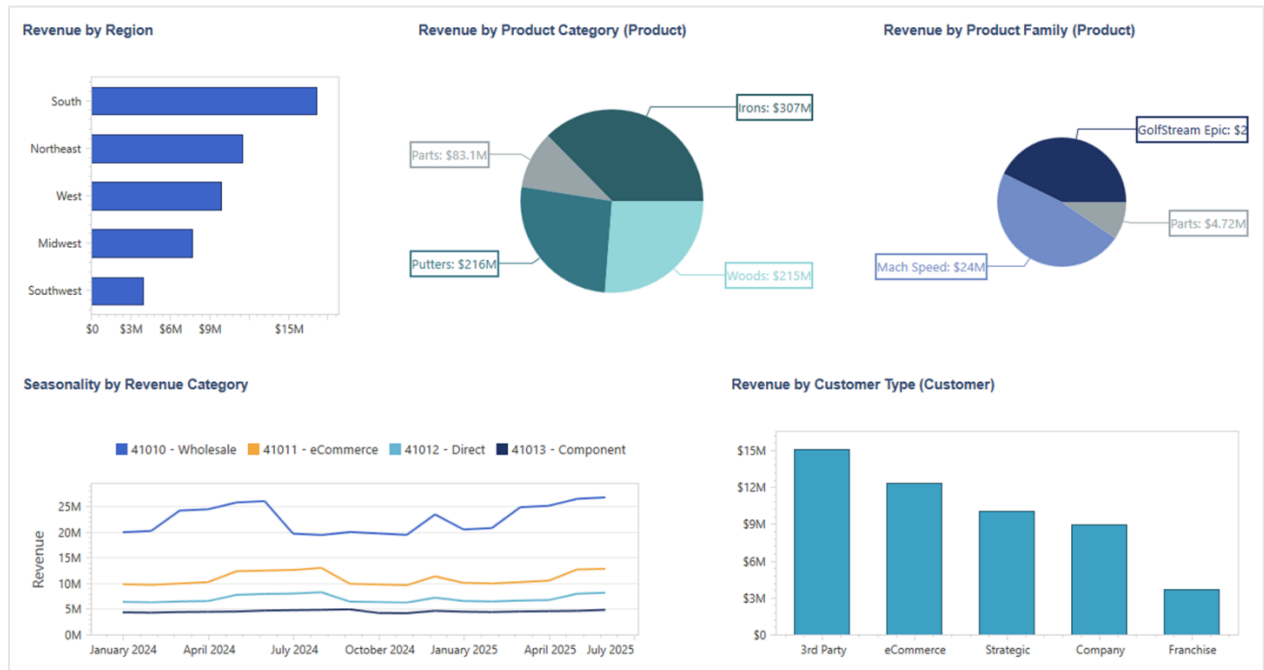 Revenue by Region
South
Northeast
West
Midwest
Southwest
$0 $3M $6M $9M $15M
Revenue by Product Category (Product)
Irons: $307M
Parts: $83.1M
Putters: $216M
Woods: $215M
Revenue by Product Family (Product)
GolfStream Epic: $2
Parts: $4.72M
Mach Speed: $24M
Seasonality by Revenue Category
41010 - Wholesale 41011 - eCommerce 41012 - Direct 41013 - Component
Revenue
25M
20M
15M
10M
5M
0M
January 2024 April 2024 July 2024 October 2024 January 2025 April 2025 July 2025
Revenue by Customer Type (Customer)
$15M
$12M
$9M
$6M
$3M
$0
3rd Party eCommerce Strategic Company Franchise